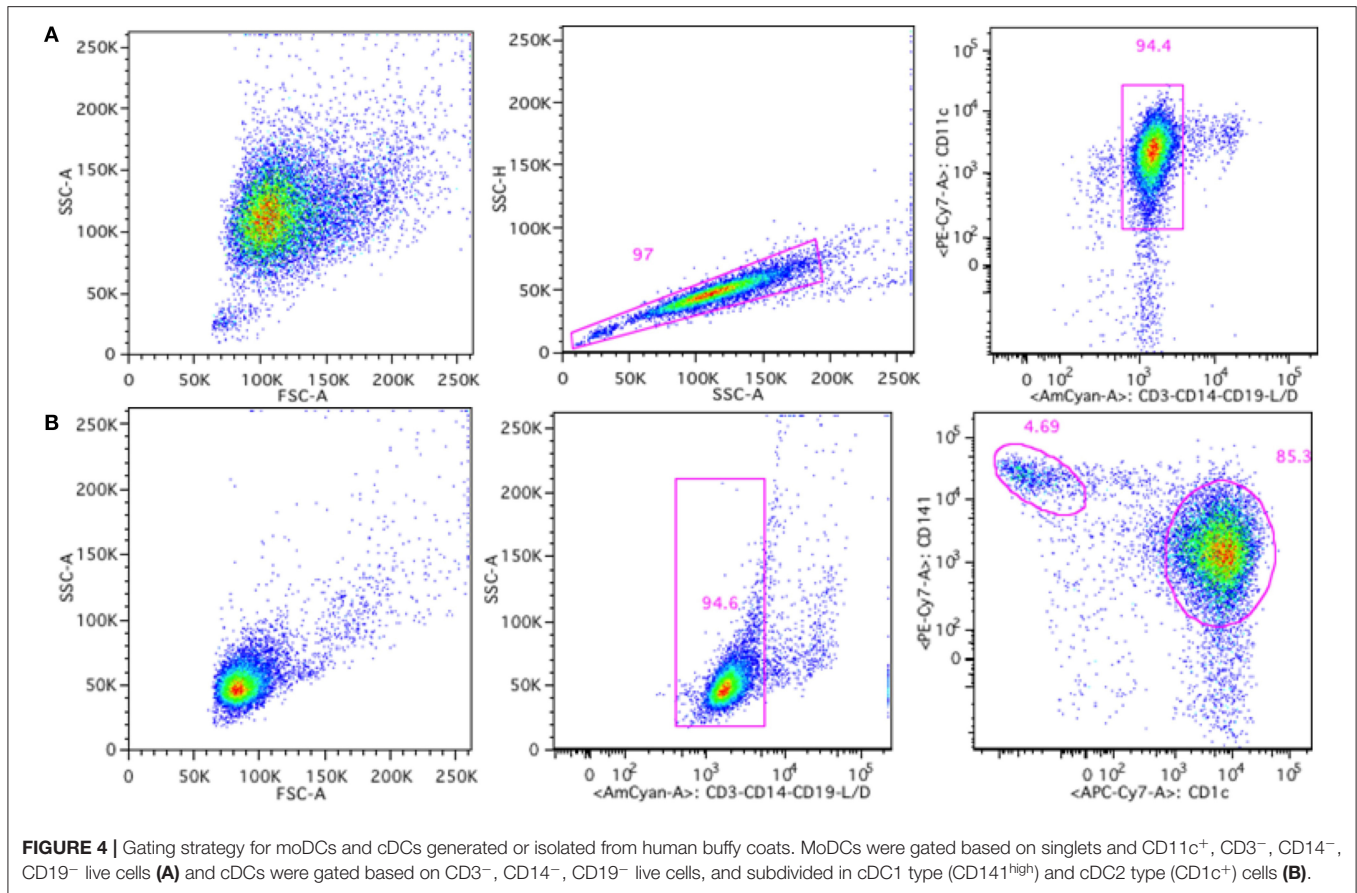 A
250K
200K
150K
100K
50K
0
SSC-A
0
50K
100K
150K
200K
250K
FSC-A
250K
200K
150K
100K
50K
0
SSC-H
97
0
50K
100K
150K
200K
250K
SSC-A
94.4
10^5
10^4
10^3
10^2
0
<PE-Cy7-A>: CD11c
0
10^2
10^3
10^4
10^5
<AmCyan-A>: CD3-CD14-CD19-L/D
B
250K
200K
150K
100K
50K
0
SSC-A
0
50K
100K
150K
200K
250K
FSC-A
250K
200K
150K
100K
50K
0
SSC-A
94.6
0
10^2
10^3
10^4
10^5
<AmCyan-A>: CD3-CD14-CD19-L/D
4.69
85.3
10^5
10^4
10^3
10^2
0
<PE-Cy7-A>: CD141
0
10^2
10^3
10^4
10^5
<APC-Cy7-A>: CD1c
FIGURE 4 | Gating strategy for moDCs and cDCs generated or isolated from human buffy coats. MoDCs were gated based on singlets and CD11c⁺, CD3⁻, CD14⁻,
CD19⁻ live cells (A) and cDCs were gated based on CD3⁻, CD14⁻, CD19⁻ live cells, and subdivided in cDC1 type (CD141ʰⁱᵍʰ) and cDC2 type (CD1c⁺) cells (B).